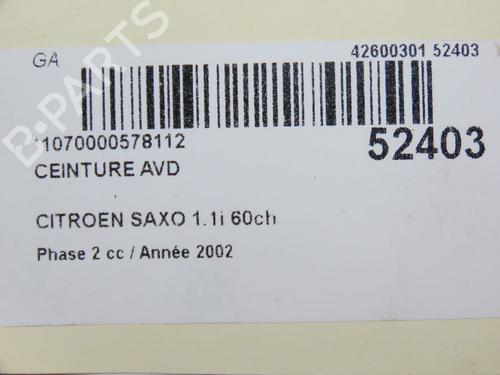 GA
42600301 52403
*1070000578112
52403
CEINTURE AVD
CITROEN SAXO 1.1i 60ch
Phase 2 cc / Année 2002
B-PARTS